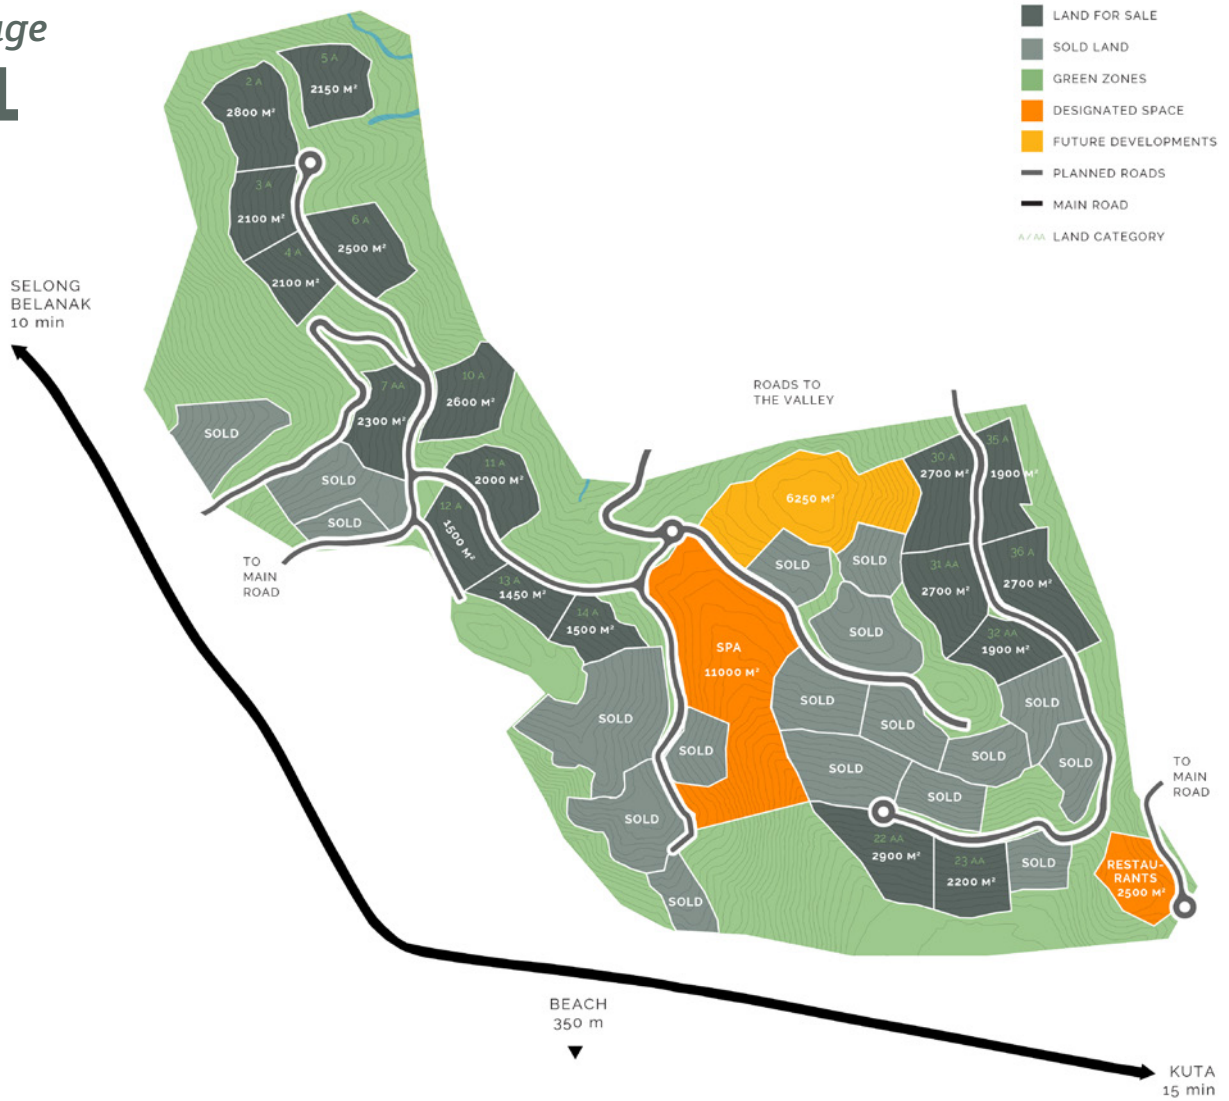 LAND FOR SALE
SOLD LAND
GREEN ZONES
DESIGNATED SPACE
FUTURE DEVELOPMENTS
PLANNED ROADS
MAIN ROAD
A/AA LAND CATEGORY
5 A
2150 M²
2 A
2800 M²
3 A
2100 M²
6 A
2500 M²
4 A
2100 M²
SELONG
BELANAK
10 min
7 AA
2300 M²
10 A
2600 M²
SOLD
SOLD
SOLD
11 A
2000 M²
12 A
1500 M²
TO
MAIN
ROAD
13 A
1450 M²
14 A
1500 M²
ROADS TO
THE VALLEY
6250 M²
30 A
2700 M²
35 A
1900 M²
SOLD
SOLD
31 AA
2700 M²
36 A
2700 M²
SOLD
32 AA
1900 M²
SPA
11000 M²
SOLD
SOLD
SOLD
SOLD
SOLD
SOLD
SOLD
SOLD
SOLD
SOLD
SOLD
TO
MAIN
ROAD
22 AA
2900 M²
23 AA
2200 M²
SOLD
RESTAU-
RANTS
2500 M²
SOLD
BEACH
350 m
KUTA
15 min